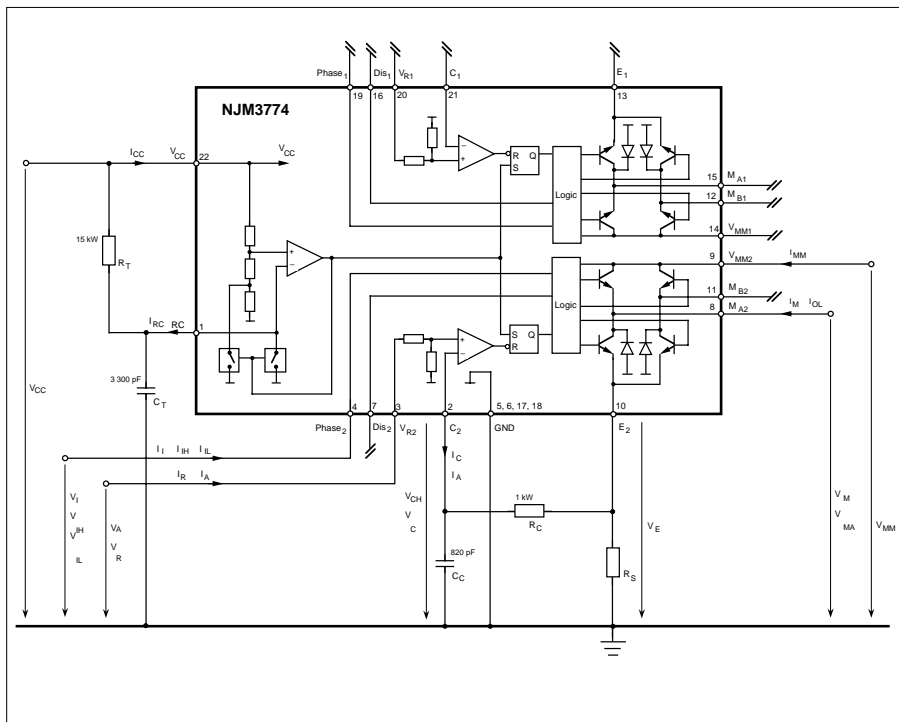 Phase1 Dis1 VR1 C1 E1
19 16 20 21 13
NJM3774
ICC VCC 22 VCC
R Q
S
Logic
15 MA1
12 MB1
14 VMM1
15 kW
RT
9 VMM2 IMM
11 MB2
8 MA2 IM IOL
Logic
S Q
R
IRC RC 1
3 300 pF
CT
VCC
4 7 3 2 5, 6, 17, 18 10
Phase2 Dis2 VR2 C2 GND E2
II IIH IIL
IC
IR IA
IA
VCH
V
C
1 kW
RC
VE
VI
V
IH
V
IL
VA
V
R
820 pF
CC
RS
VM
V
MA
VMM